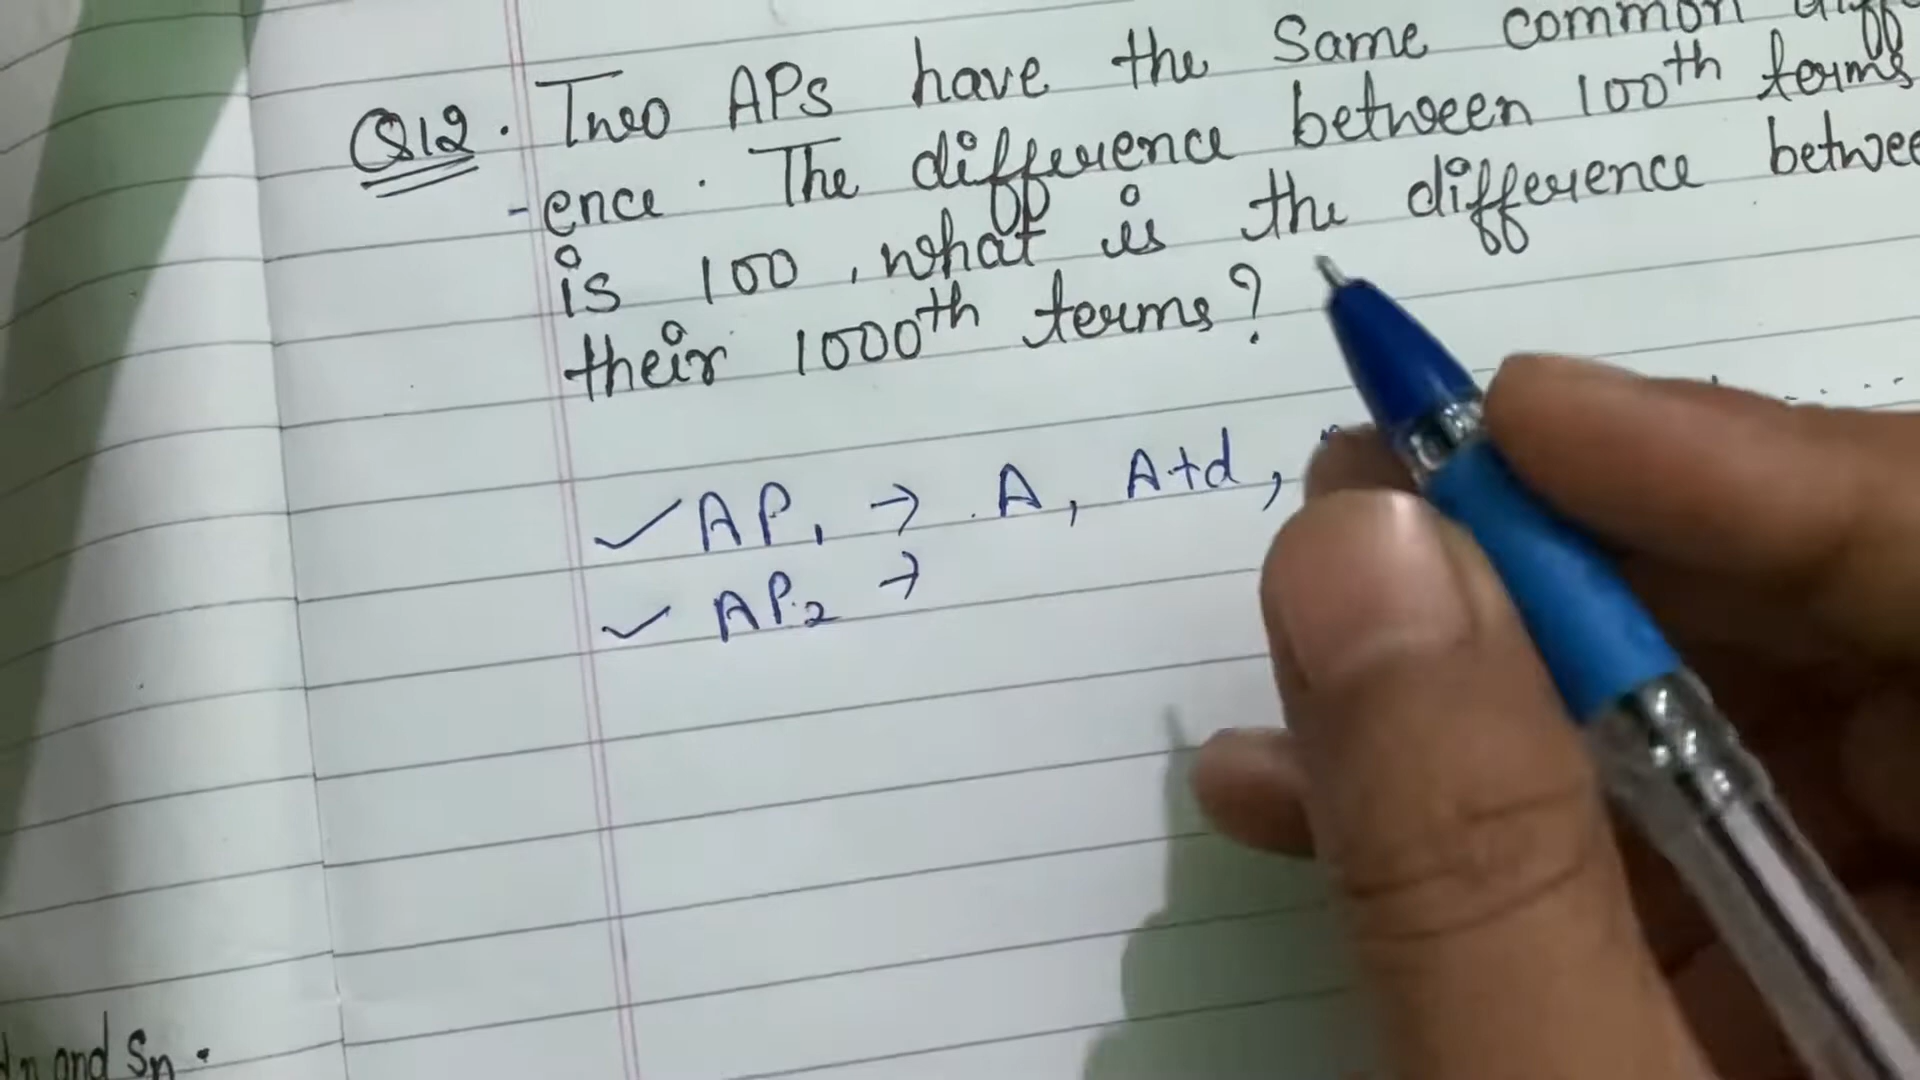 Q12. Two APs have the same common diff
-ence. The difference between 100th terms
is 100, what is the difference betwee
their 1000th terms?
✓ AP₁ → A, A+d,
✓ AP₂ →
and Sn.